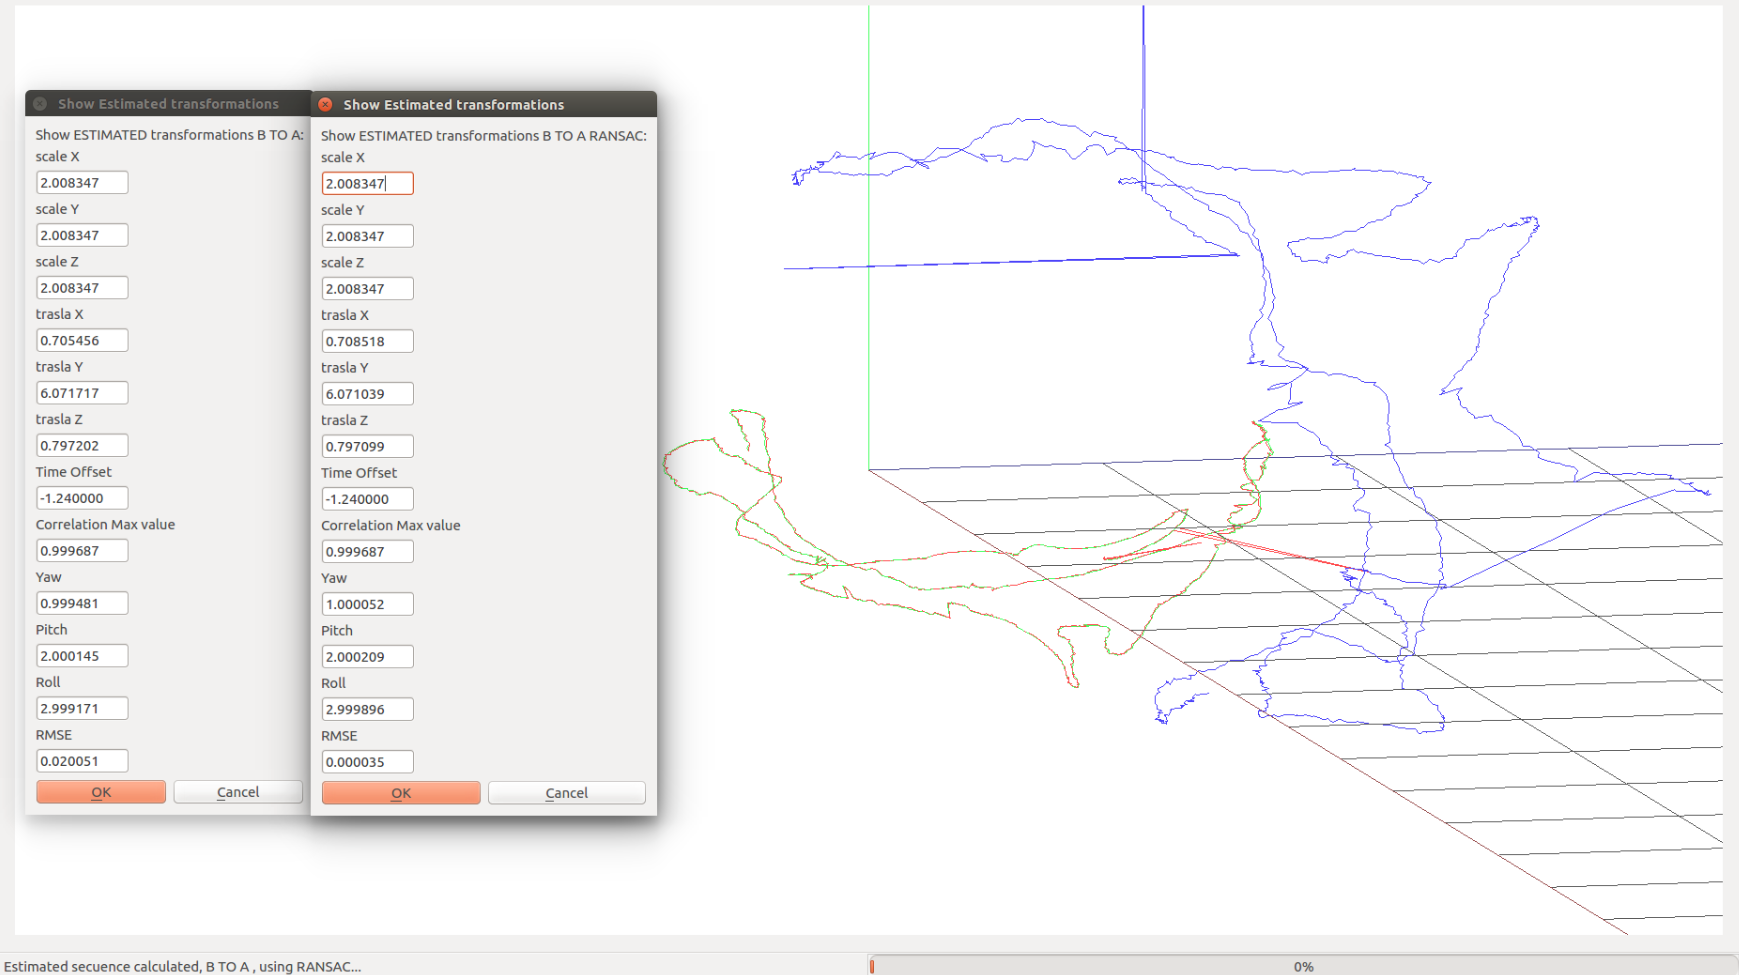 Show Estimated transformations
Show ESTIMATED transformations B TO A:
scale X
2.008347
scale Y
2.008347
scale Z
2.008347
trasla X
0.705456
trasla Y
6.071717
trasla Z
0.797202
Time Offset
-1.240000
Correlation Max value
0.999687
Yaw
0.999481
Pitch
2.000145
Roll
2.999171
RMSE
0.020051
OK
Cancel
Show Estimated transformations
Show ESTIMATED transformations B TO A RANSAC:
scale X
2.008347
scale Y
2.008347
scale Z
2.008347
trasla X
0.708518
trasla Y
6.071039
trasla Z
0.797099
Time Offset
-1.240000
Correlation Max value
0.999687
Yaw
1.000052
Pitch
2.000209
Roll
2.999896
RMSE
0.000035
OK
Cancel
Estimated secuence calculated, B TO A , using RANSAC...
0%